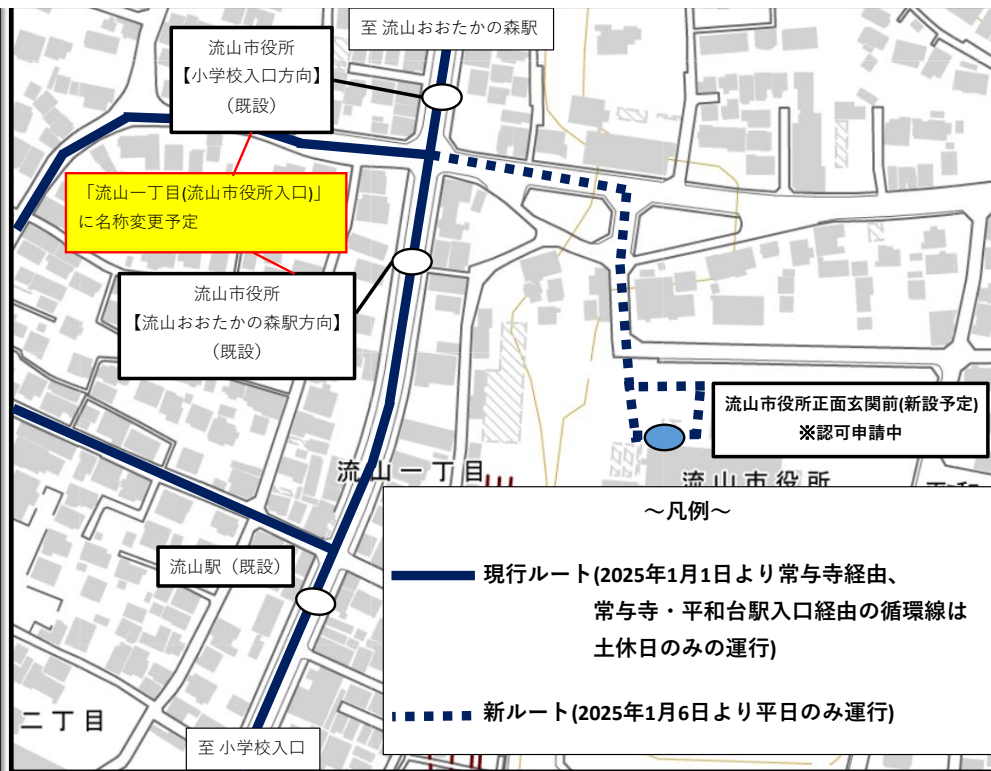 至 流山おおたかの森駅
流山市役所
【小学校入口方向】
（既設）
「流山一丁目(流山市役所入口)」
に名称変更予定
流山市役所
【流山おおたかの森駅方向】
（既設）
流山市役所正面玄関前(新設予定)
※認可申請中
流山一丁目
流山市役所
流山駅（既設）
二丁目
至 小学校入口
～凡例～
現行ルート(2025年1月1日より常与寺経由、
常与寺・平和台駅入口経由の循環線は
土休日のみの運行)
新ルート(2025年1月6日より平日のみ運行)